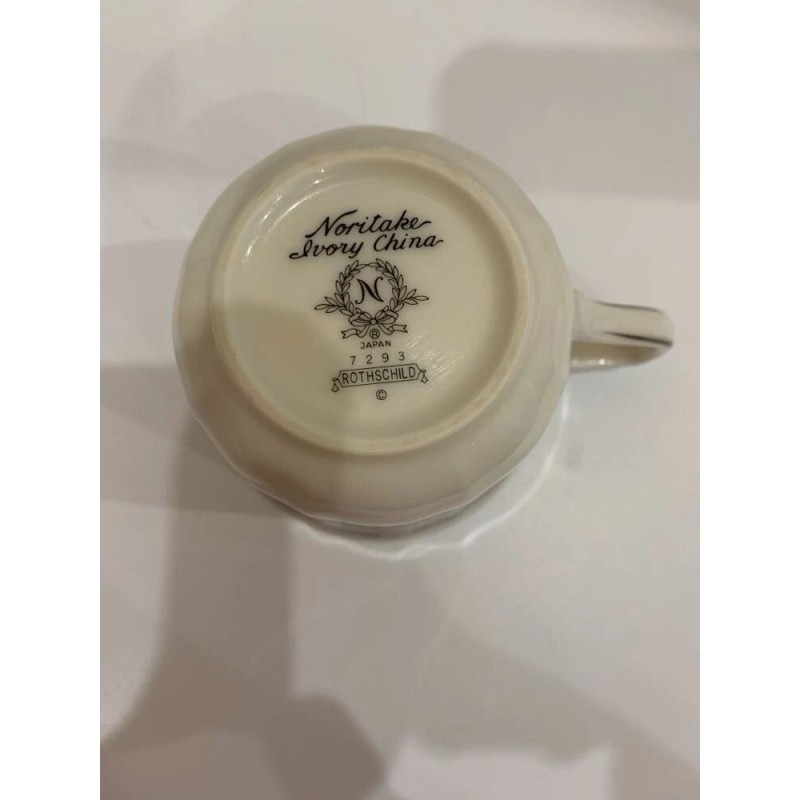 Noritake
Ivory China
N
®
JAPAN
7293
ROTHSCHILD
©